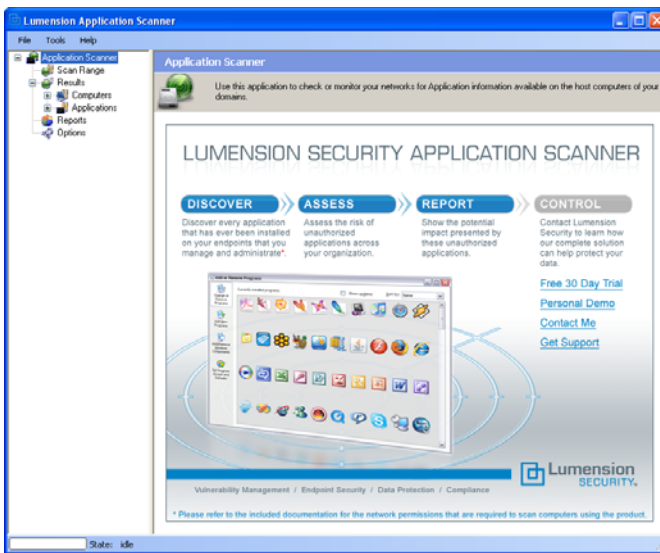 Lumension Application Scanner
File Tools Help
Application Scanner
Scan Range
Results
Computers
Applications
Reports
Options
Application Scanner
Use this application to check or monitor your networks for Application information available on the host computers of your
domains.
LUMENSION SECURITY APPLICATION SCANNER
DISCOVER
Discover every application
that has ever been installed
on your endpoints that you
manage and administrate*.
ASSESS
Assess the risk of
unauthorized
applications across
your organization.
REPORT
Show the potential
impact presented by
these unauthorized
applications.
CONTROL
Contact Lumension
Security to learn how
our complete solution
can help protect your
data.
Free 30 Day Trial
Personal Demo
Contact Me
Get Support
Add or Remove Programs
Currently installed programs:
Lumension
SECURITY.
Vulnerability Management / Endpoint Security / Data Protection / Compliance
* Please refer to the included documentation for the network permissions that are required to scan computers using the product.
State: idle